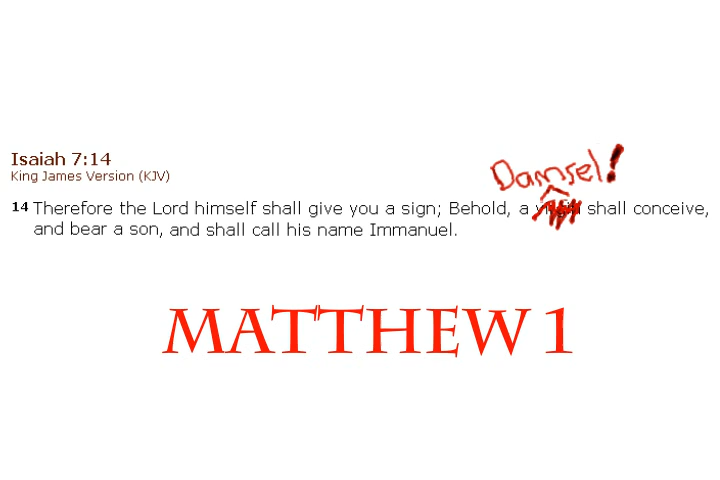 Isaiah 7:14
King James Version (KJV)
Damsel!
14 Therefore the Lord himself shall give you a sign; Behold, a virgin shall conceive,
and bear a son, and shall call his name Immanuel.
MATTHEW 1